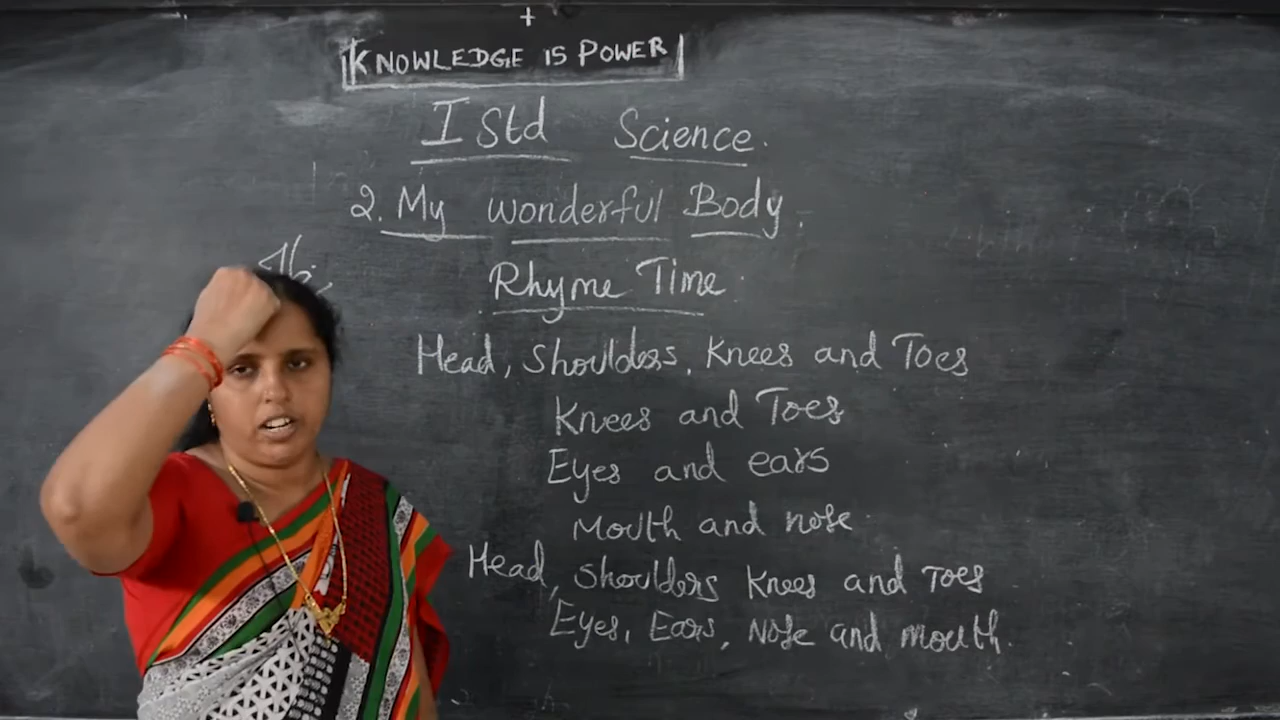 +
KNOWLEDGE IS POWER
I Std Science.
2. My wonderful Body.
Rhyme Time.
Head, Shoulders, Knees and Toes
Knees and Toes
Eyes and ears
Mouth and nose.
Head, Shoulders Knees and Toes
Eyes, Ears, Nose and mouth.